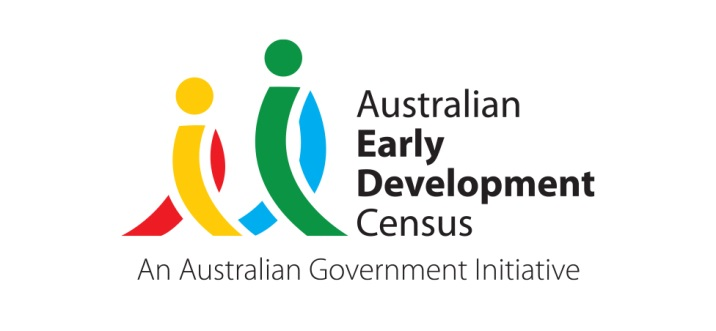 Australian
Early
Development
Census
An Australian Government Initiative